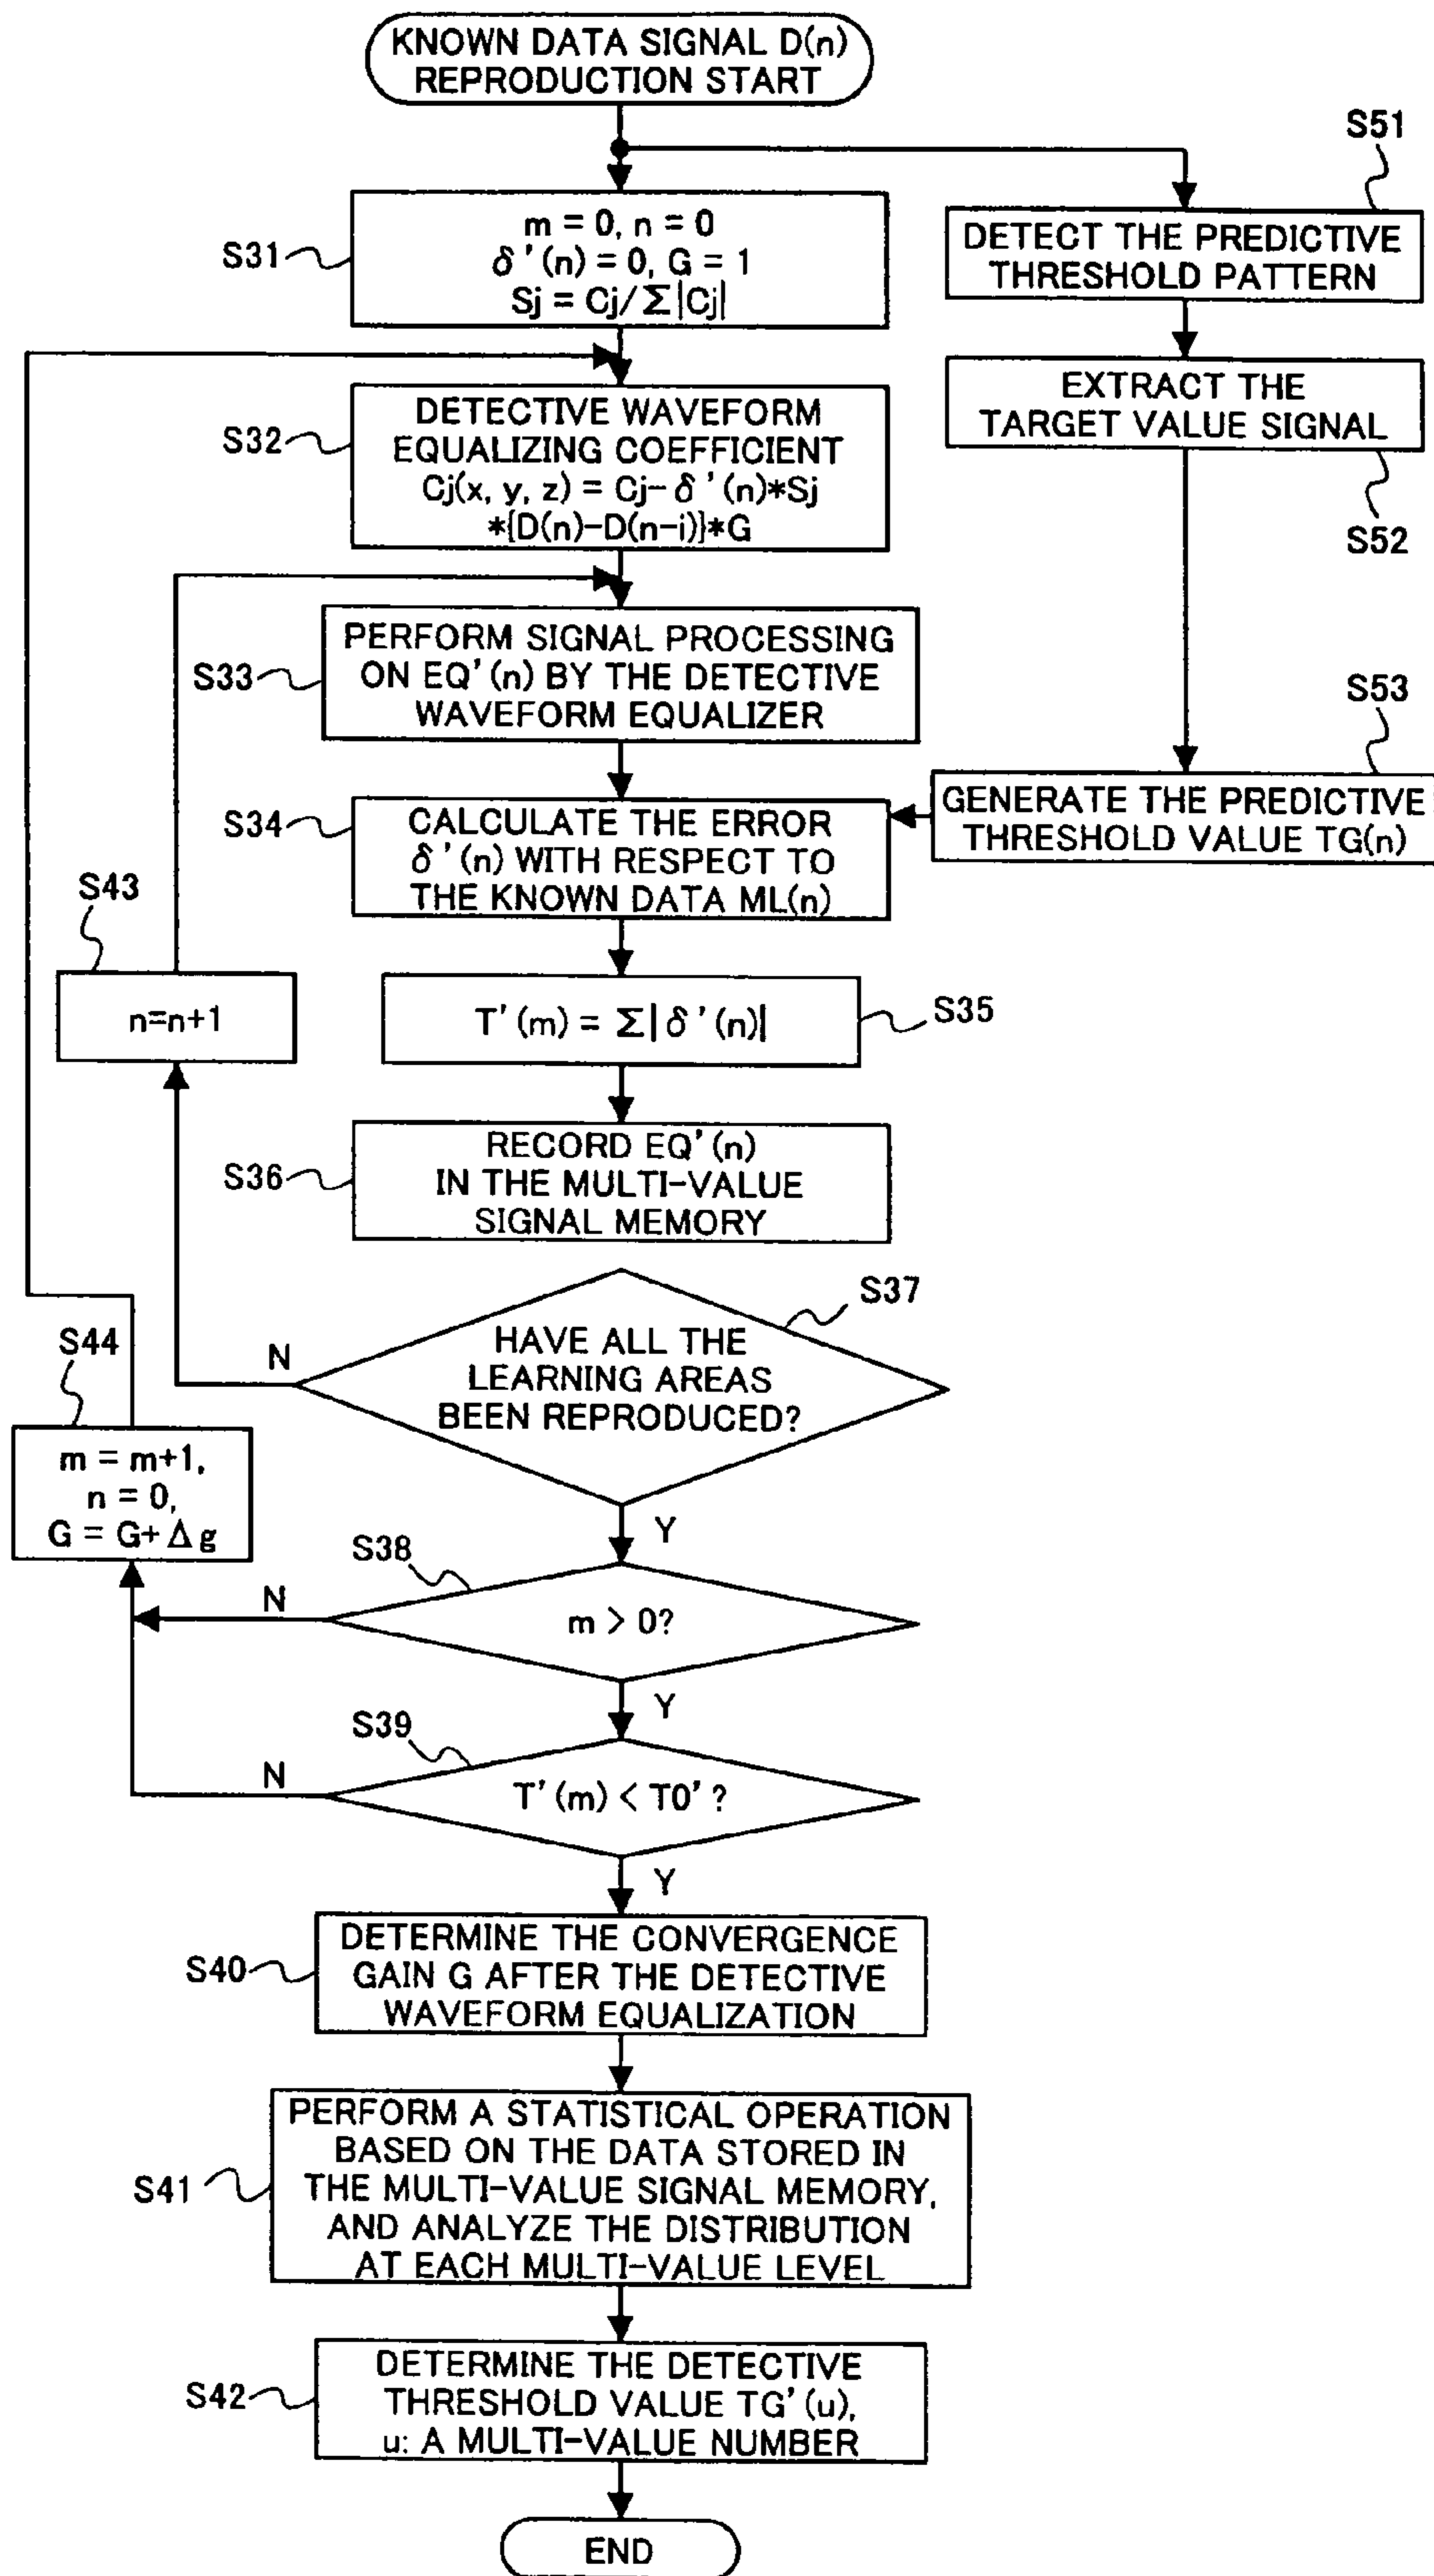 KNOWN DATA SIGNAL D(n)
REPRODUCTION START
S31
m = 0, n = 0
δ'(n) = 0, G = 1
Sj = Cj/Σ|Cj|
S51
DETECT THE PREDICTIVE
THRESHOLD PATTERN
S32
DETECTIVE WAVEFORM
EQUALIZING COEFFICIENT
Cj(x, y, z) = Cj-δ'(n)*Sj
*{D(n)-D(n-i)}*G
EXTRACT THE
TARGET VALUE SIGNAL
S52
S33
PERFORM SIGNAL PROCESSING
ON EQ'(n) BY THE DETECTIVE
WAVEFORM EQUALIZER
S53
GENERATE THE PREDICTIVE
THRESHOLD VALUE TG(n)
S34
CALCULATE THE ERROR
δ'(n) WITH RESPECT TO
THE KNOWN DATA ML(n)
S43
n=n+1
T'(m) = Σ|δ'(n)|
S35
S36
RECORD EQ'(n)
IN THE MULTI-VALUE
SIGNAL MEMORY
S37
HAVE ALL THE
LEARNING AREAS
BEEN REPRODUCED?
N
Y
S44
m = m+1,
n = 0,
G = G+Δg
S38
m > 0?
N
Y
S39
T'(m) < T0'?
N
Y
S40
DETERMINE THE CONVERGENCE
GAIN G AFTER THE DETECTIVE
WAVEFORM EQUALIZATION
S41
PERFORM A STATISTICAL OPERATION
BASED ON THE DATA STORED IN
THE MULTI-VALUE SIGNAL MEMORY,
AND ANALYZE THE DISTRIBUTION
AT EACH MULTI-VALUE LEVEL
S42
DETERMINE THE DETECTIVE
THRESHOLD VALUE TG'(u),
u: A MULTI-VALUE NUMBER
END